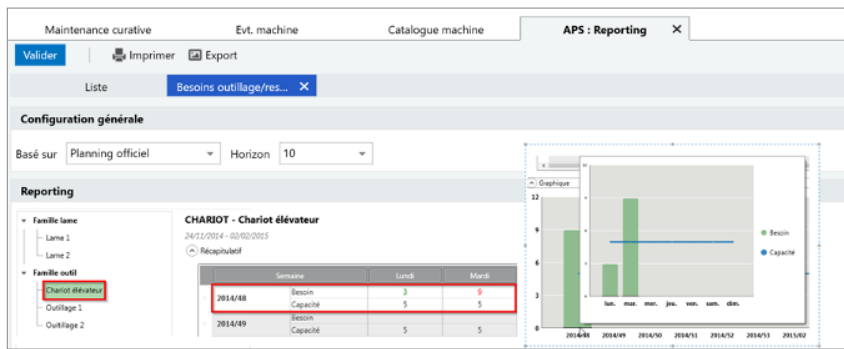 Maintenance curative Evt. machine Catalogue machine APS : Reporting
Valider Imprimer Export
Liste Besoins outillage/res...
Configuration générale
Basé sur Planning officiel Horizon 10
Reporting
Famille lame
Lame 1
Lame 2
Famille outil
Chariot élévateur
Outillage 1
Outillage 2
CHARIOT - Chariot élévateur
24/11/2014 - 02/02/2015
Récapitulatif
Semaine Lundi Mardi
2014/48 Besoin 3 9
Capacité 5 5
2014/49 Besoin
Capacité 5 5
Graphique
12
9
6
3
0
Besoin
Capacité
lun. mar. mer. jeu. ven. sam. dim.
2014/48 2014/49 2014/50 2014/51 2014/52 2014/53 2015/02